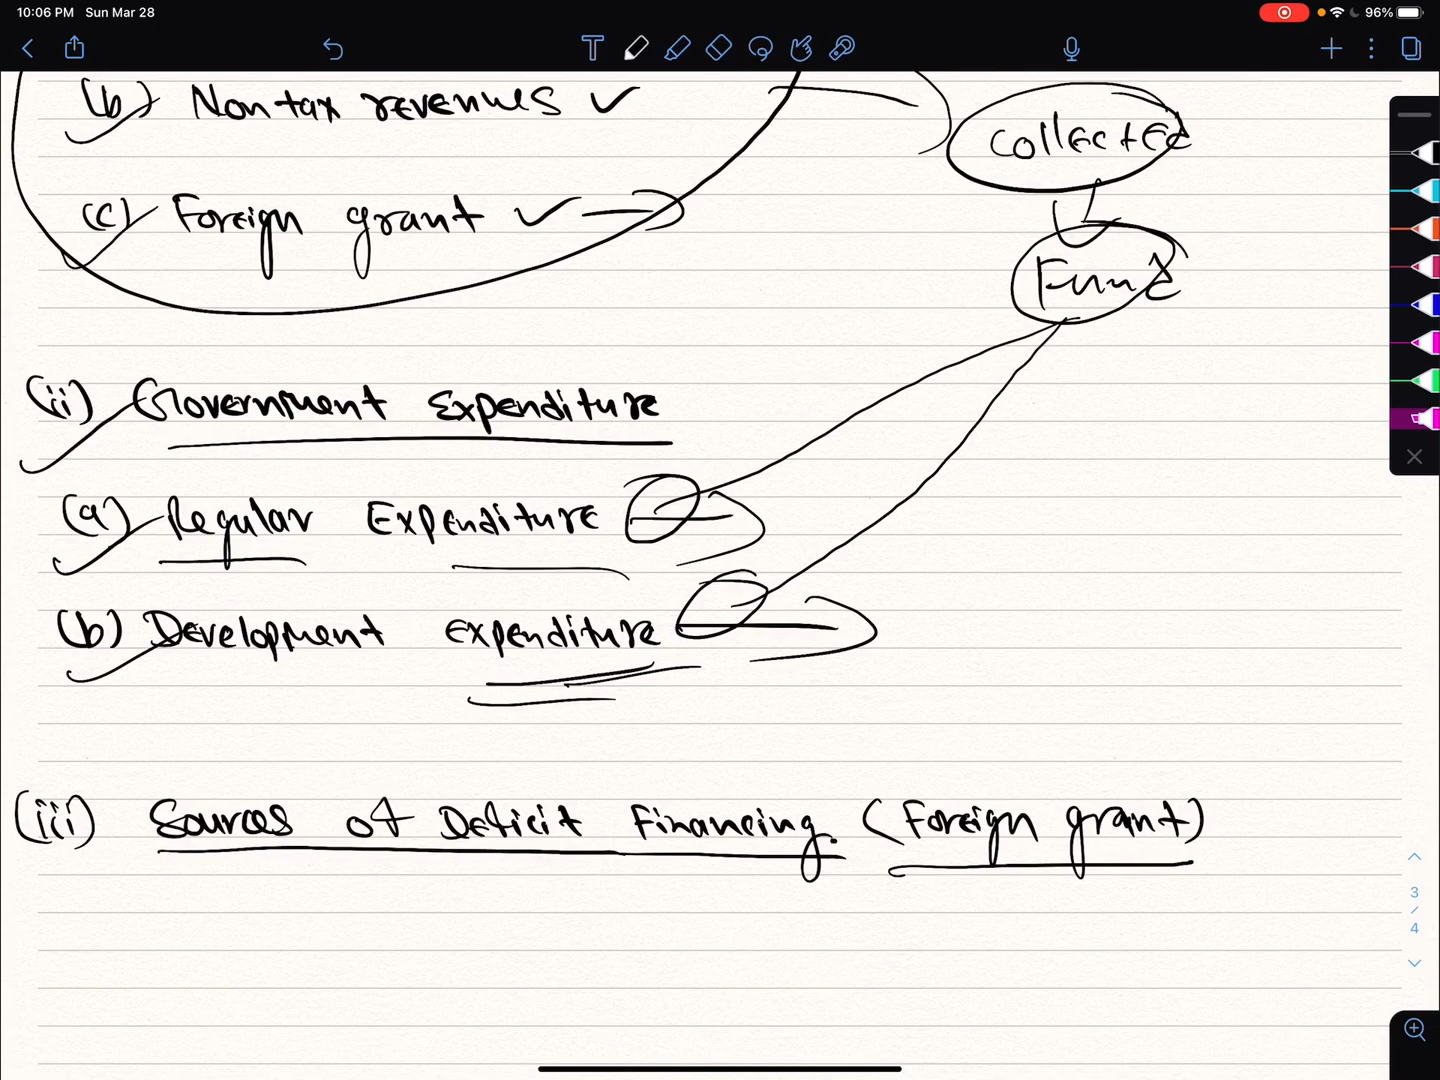 10:06 PM Sun Mar 28 96%
(b) Non tax revenues ✓
collected
(c) Foreign grant ✓
Fund
(ii) Government Expenditure
(a) Regular Expenditure
(b) Development Expenditure
(iii) Sources of Deficit Financing. (Foreign grant)
3
/
4